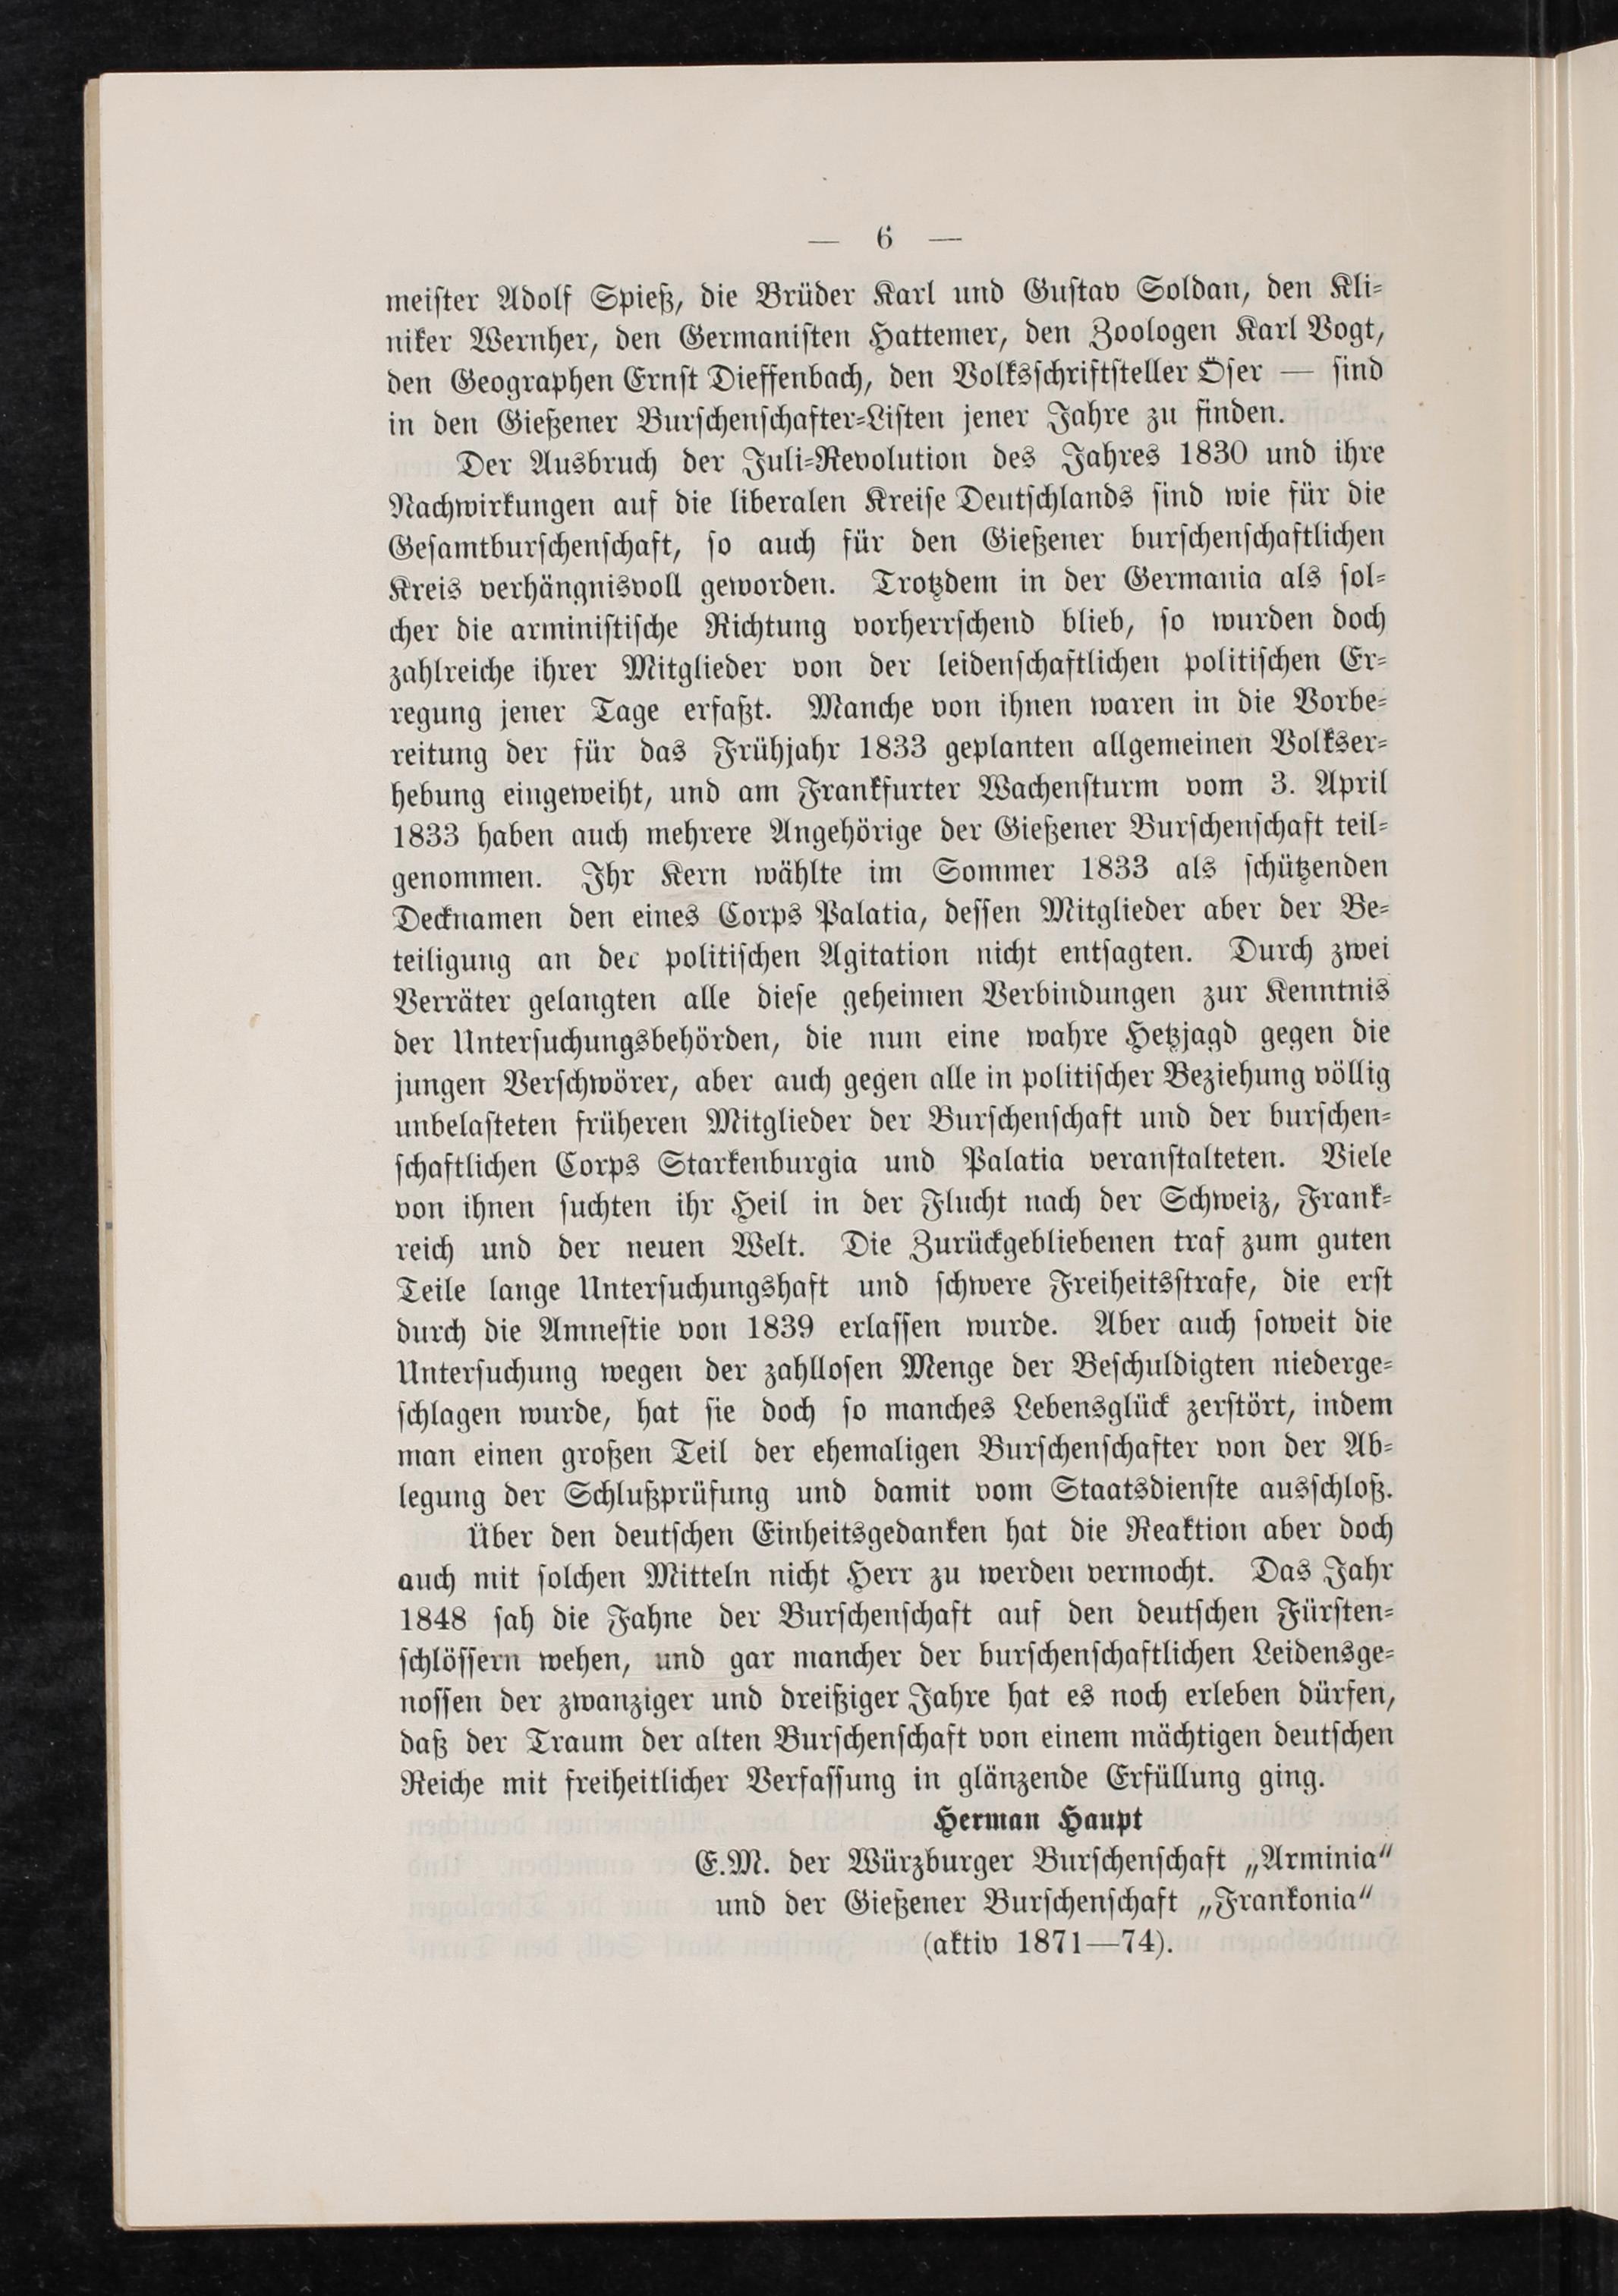 — 6 —
meister Adolf Spieß, die Brüder Karl und Gustav Soldan, den Kli-
niker Wernher, den Germanisten Hattemer, den Zoologen Karl Vogt,
den Geographen Ernst Dieffenbach, den Volksschriftsteller Öser — sind
in den Gießener Burschenschafter-Listen jener Jahre zu finden.
Der Ausbruch der Juli-Revolution des Jahres 1830 und ihre
Nachwirkungen auf die liberalen Kreise Deutschlands sind wie für die
Gesamtburschenschaft, so auch für den Gießener burschenschaftlichen
Kreis verhängnisvoll geworden. Trotzdem in der Germania als sol-
cher die arministische Richtung vorherrschend blieb, so wurden doch
zahlreiche ihrer Mitglieder von der leidenschaftlichen politischen Er-
regung jener Tage erfaßt. Manche von ihnen waren in die Vorbe-
reitung der für das Frühjahr 1833 geplanten allgemeinen Volkser-
hebung eingeweiht, und am Frankfurter Wachensturm vom 3. April
1833 haben auch mehrere Angehörige der Gießener Burschenschaft teil-
genommen. Ihr Kern wählte im Sommer 1833 als schützenden
Decknamen den eines Corps Palatia, dessen Mitglieder aber der Be-
teiligung an der politischen Agitation nicht entsagten. Durch zwei
Verräter gelangten alle diese geheimen Verbindungen zur Kenntnis
der Untersuchungsbehörden, die nun eine wahre Hetzjagd gegen die
jungen Verschwörer, aber auch gegen alle in politischer Beziehung völlig
unbelasteten früheren Mitglieder der Burschenschaft und der burschen-
schaftlichen Corps Starkenburgia und Palatia veranstalteten. Viele
von ihnen suchten ihr Heil in der Flucht nach der Schweiz, Frank-
reich und der neuen Welt. Die Zurückgebliebenen traf zum guten
Teile lange Untersuchungshaft und schwere Freiheitsstrafe, die erst
durch die Amnestie von 1839 erlassen wurde. Aber auch soweit die
Untersuchung wegen der zahllosen Menge der Beschuldigten niederge-
schlagen wurde, hat sie doch so manches Lebensglück zerstört, indem
man einen großen Teil der ehemaligen Burschenschafter von der Ab-
legung der Schlußprüfung und damit vom Staatsdienste ausschloß.
Über den deutschen Einheitsgedanken hat die Reaktion aber doch
auch mit solchen Mitteln nicht Herr zu werden vermocht. Das Jahr
1848 sah die Fahne der Burschenschaft auf den deutschen Fürsten-
schlössern wehen, und gar mancher der burschenschaftlichen Leidensge-
nossen der zwanziger und dreißiger Jahre hat es noch erleben dürfen,
daß der Traum der alten Burschenschaft von einem mächtigen deutschen
Reiche mit freiheitlicher Verfassung in glänzende Erfüllung ging.
Herman Haupt
E.M. der Würzburger Burschenschaft „Arminia“
und der Gießener Burschenschaft „Frankonia“
(aktiv 1871—74).